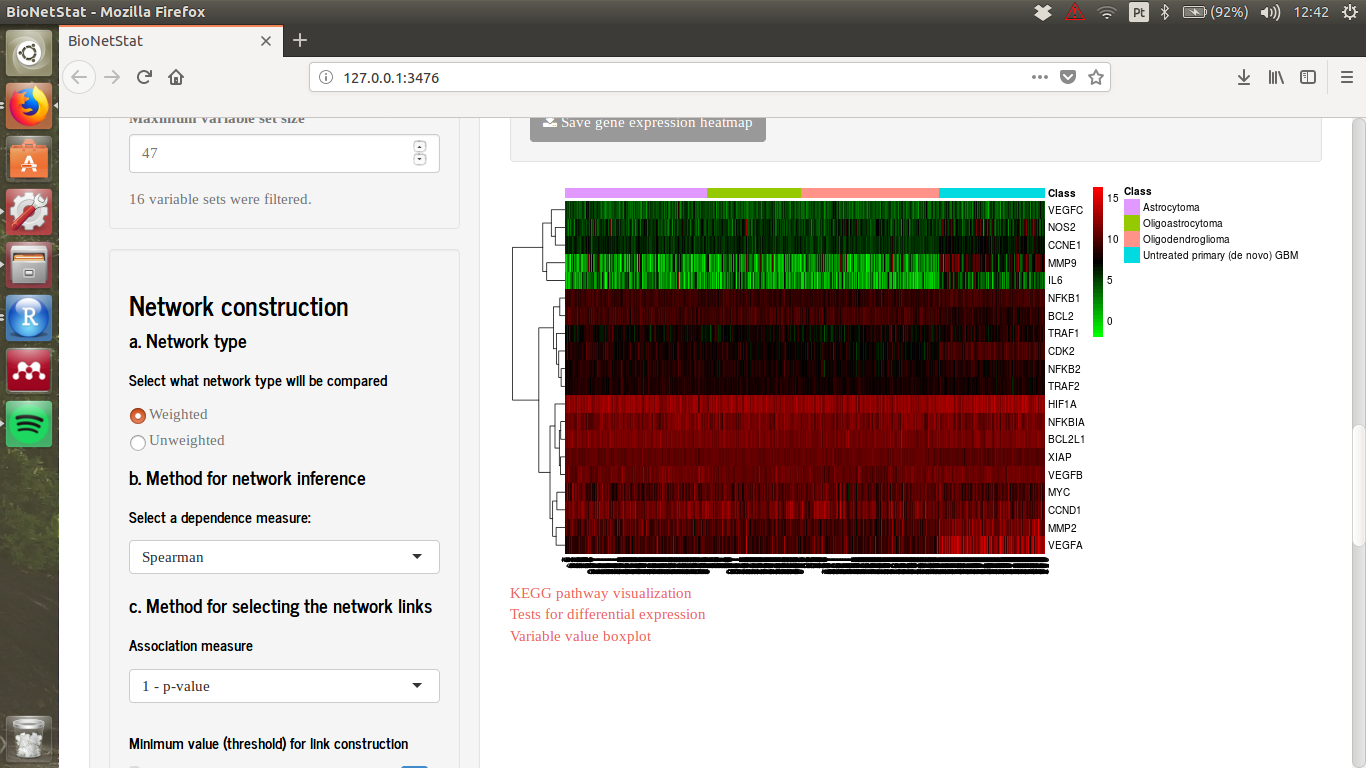 BioNetStat - Mozilla Firefox
Pt
(92%)
12:42
BioNetStat
127.0.0.1:3476
Maximum variable set size
47
16 variable sets were filtered.
Network construction
a. Network type
Select what network type will be compared
Weighted
Unweighted
b. Method for network inference
Select a dependence measure:
Spearman
c. Method for selecting the network links
Association measure
1 - p-value
Minimum value (threshold) for link construction
Save gene expression heatmap
Class
VEGFC
NOS2
CCNE1
MMP9
IL6
NFKB1
BCL2
TRAF1
CDK2
NFKB2
TRAF2
HIF1A
NFKBIA
BCL2L1
XIAP
VEGFB
MYC
CCND1
MMP2
VEGFA
15
10
5
0
Class
Astrocytoma
Oligoastrocytoma
Oligodendroglioma
Untreated primary (de novo) GBM
KEGG pathway visualization
Tests for differential expression
Variable value boxplot